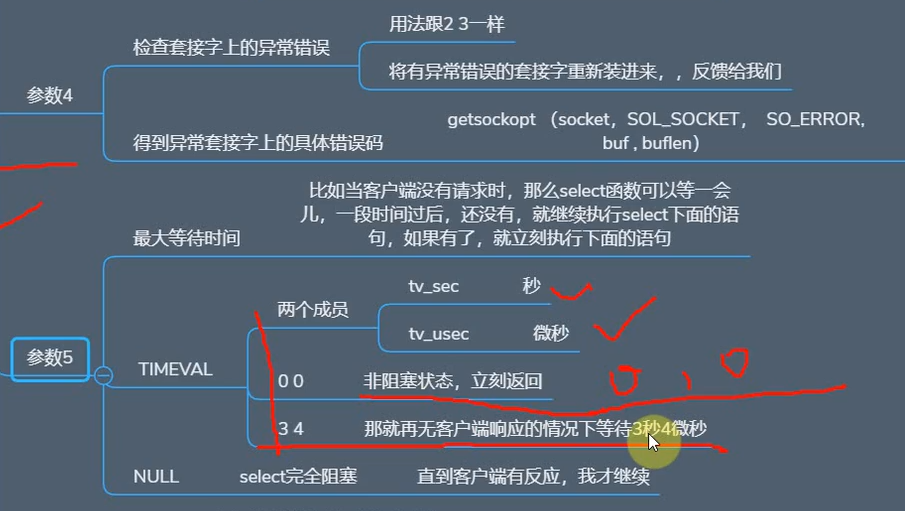 用法跟2 3一样
检查套接字上的异常错误
将有异常错误的套接字重新装进来，，反馈给我们
参数4
getsockopt （socket，SOL_SOCKET， SO_ERROR,
buf , buflen）
得到异常套接字上的具体错误码
比如当客户端没有请求时，那么select函数可以等一会
儿，一段时间过后，还没有，就继续执行select下面的语
句，如果有了，就立刻执行下面的语句
最大等待时间
tv_sec 秒
两个成员
tv_usec 微秒
参数5
TIMEVAL
0 0 非阻塞状态，立刻返回
3 4 那就再无客户端响应的情况下等待3秒4微秒
NULL select完全阻塞 直到客户端有反应，我才继续